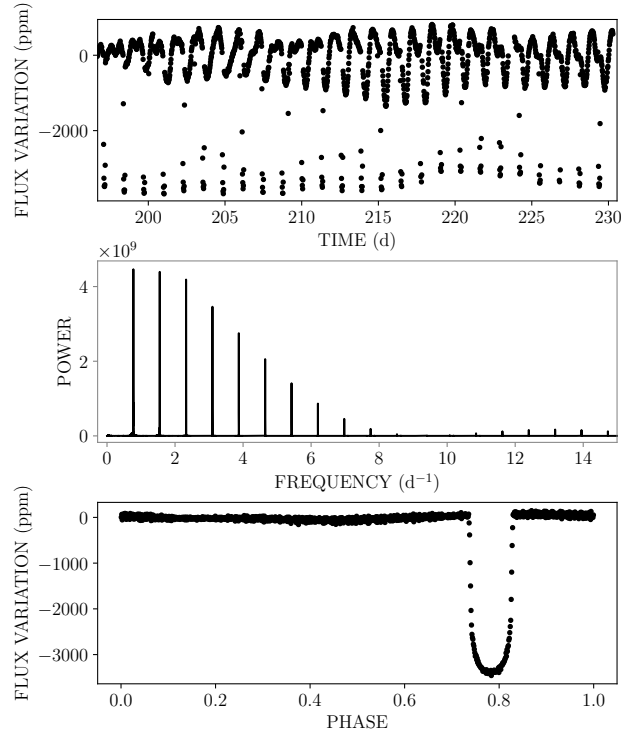 0
−2000
FLUX VARIATION (ppm)
200 205 210 215 220 225 230
TIME (d)
×10⁹
4
2
0
POWER
0 2 4 6 8 10 12 14
FREQUENCY (d⁻¹)
0
−1000
−2000
−3000
FLUX VARIATION (ppm)
0.0 0.2 0.4 0.6 0.8 1.0
PHASE